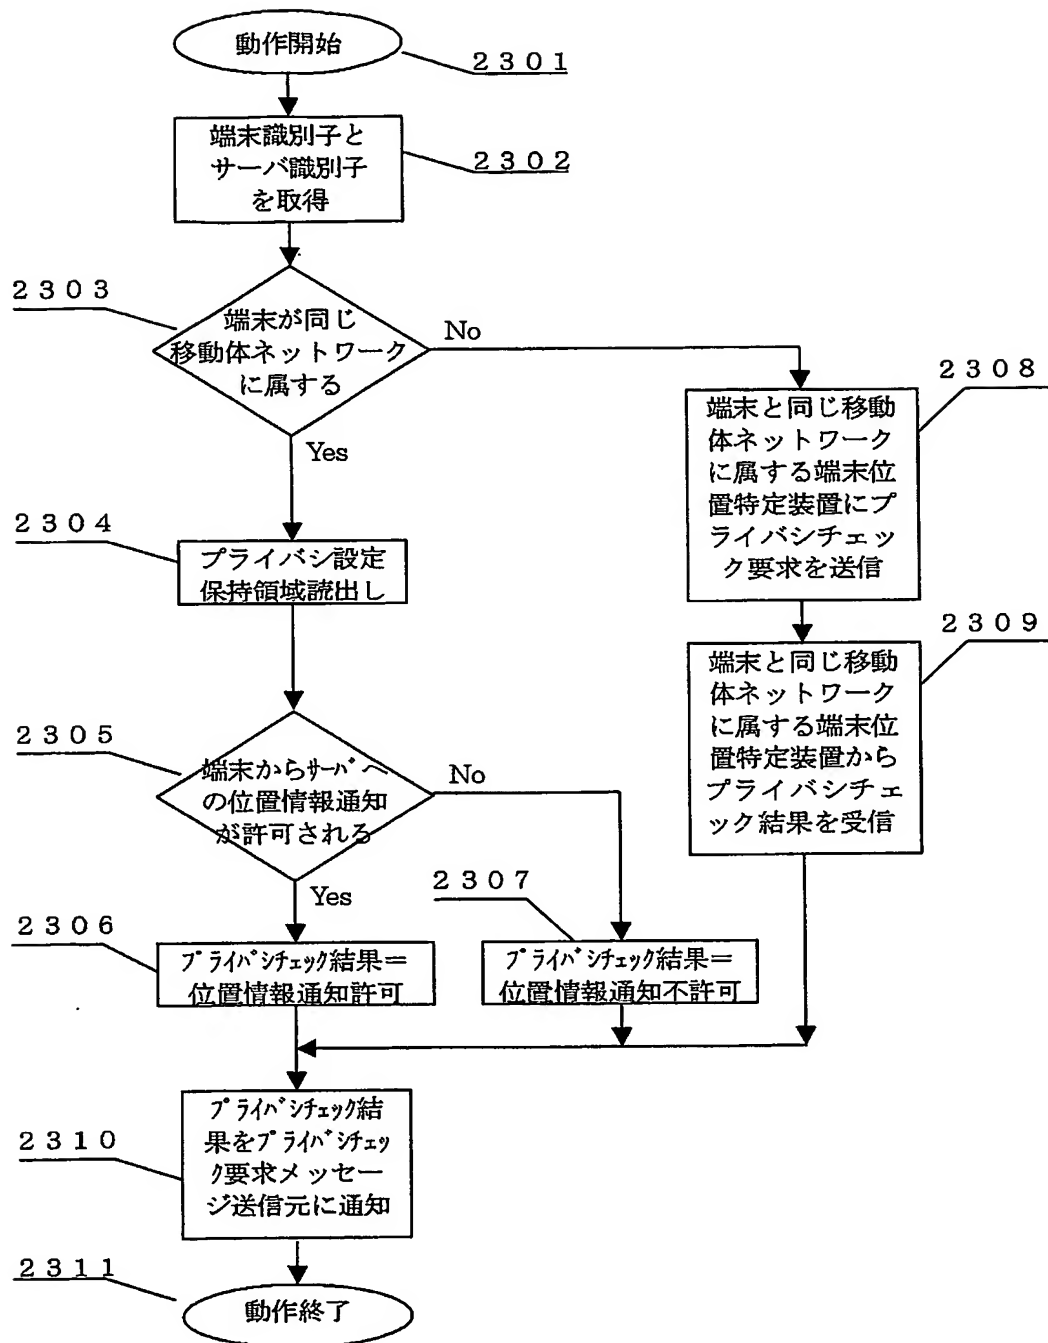 動作開始
2301
端末識別子と
サーバ識別子
を取得
2302
2303
端末が同じ
移動体ネットワーク
に属する
No
Yes
2308
端末と同じ移動
体ネットワーク
に属する端末位
置特定装置にプ
ライバシチェッ
ク要求を送信
2304
プライバシ設定
保持領域読出し
2309
端末と同じ移動
体ネットワーク
に属する端末位
置特定装置から
プライバシチェ
ック結果を受信
2305
端末からサーバへ
の位置情報通知
が許可される
No
Yes
2306
プライバシチェック結果=
位置情報通知許可
2307
プライバシチェック結果=
位置情報通知不許可
2310
プライバシチェック結
果をプライバシチェッ
ク要求メッセー
ジ送信元に通知
2311
動作終了